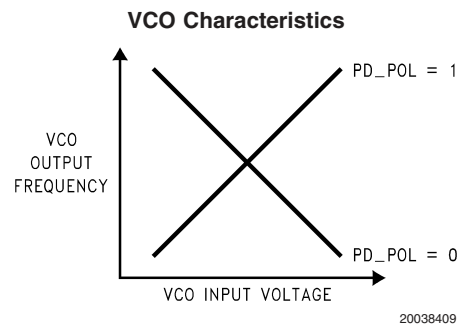 VCO Characteristics
PD_POL = 1
VCO
OUTPUT
FREQUENCY
PD_POL = 0
VCO INPUT VOLTAGE
20038409